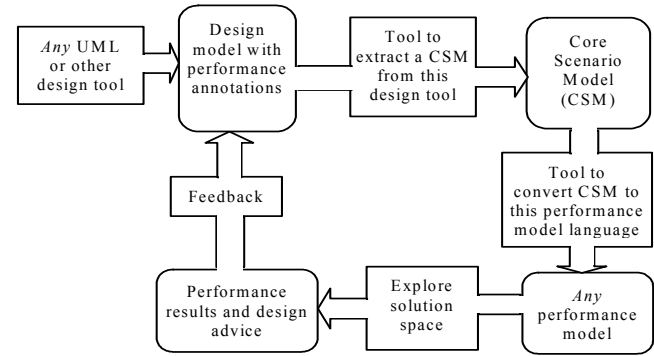 Any UML
or other
design tool
Design
model with
performance
annotations
Tool to
extract a CSM
from this
design tool
Core
Scenario
Model
(CSM)
Tool to
convert CSM to
this performance
model language
Any
performance
model
Explore
solution
space
Performance
results and design
advice
Feedback